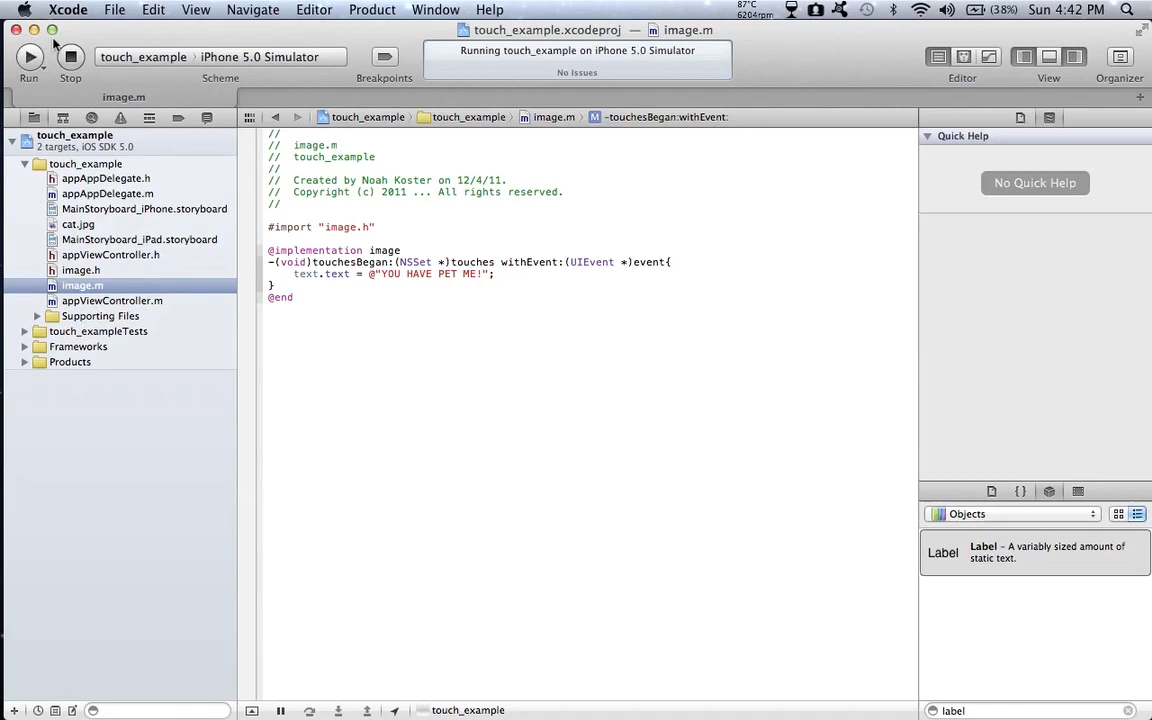 Xcode File Edit View Navigate Editor Product Window Help
87°C
6204rpm
(38%) Sun 4:42 PM
touch_example.xcodeproj — image.m
touch_example › iPhone 5.0 Simulator
Running touch_example on iPhone 5.0 Simulator
No Issues
Run Stop Scheme Breakpoints Editor View Organizer
image.m
touch_example › touch_example › image.m › M -touchesBegan:withEvent:
touch_example
2 targets, iOS SDK 5.0
touch_example
h appAppDelegate.h
m appAppDelegate.m
MainStoryboard_iPhone.storyboard
cat.jpg
MainStoryboard_iPad.storyboard
h appViewController.h
h image.h
m image.m
m appViewController.m
Supporting Files
touch_exampleTests
Frameworks
Products
//
// image.m
// touch_example
//
// Created by Noah Koster on 12/4/11.
// Copyright (c) 2011 ... All rights reserved.
//
#import "image.h"
@implementation image
-(void)touchesBegan:(NSSet *)touches withEvent:(UIEvent *)event{
text.text = @"YOU HAVE PET ME!";
}
@end
Quick Help
No Quick Help
{}
Objects
Label
Label - A variably sized amount of
static text.
touch_example
label